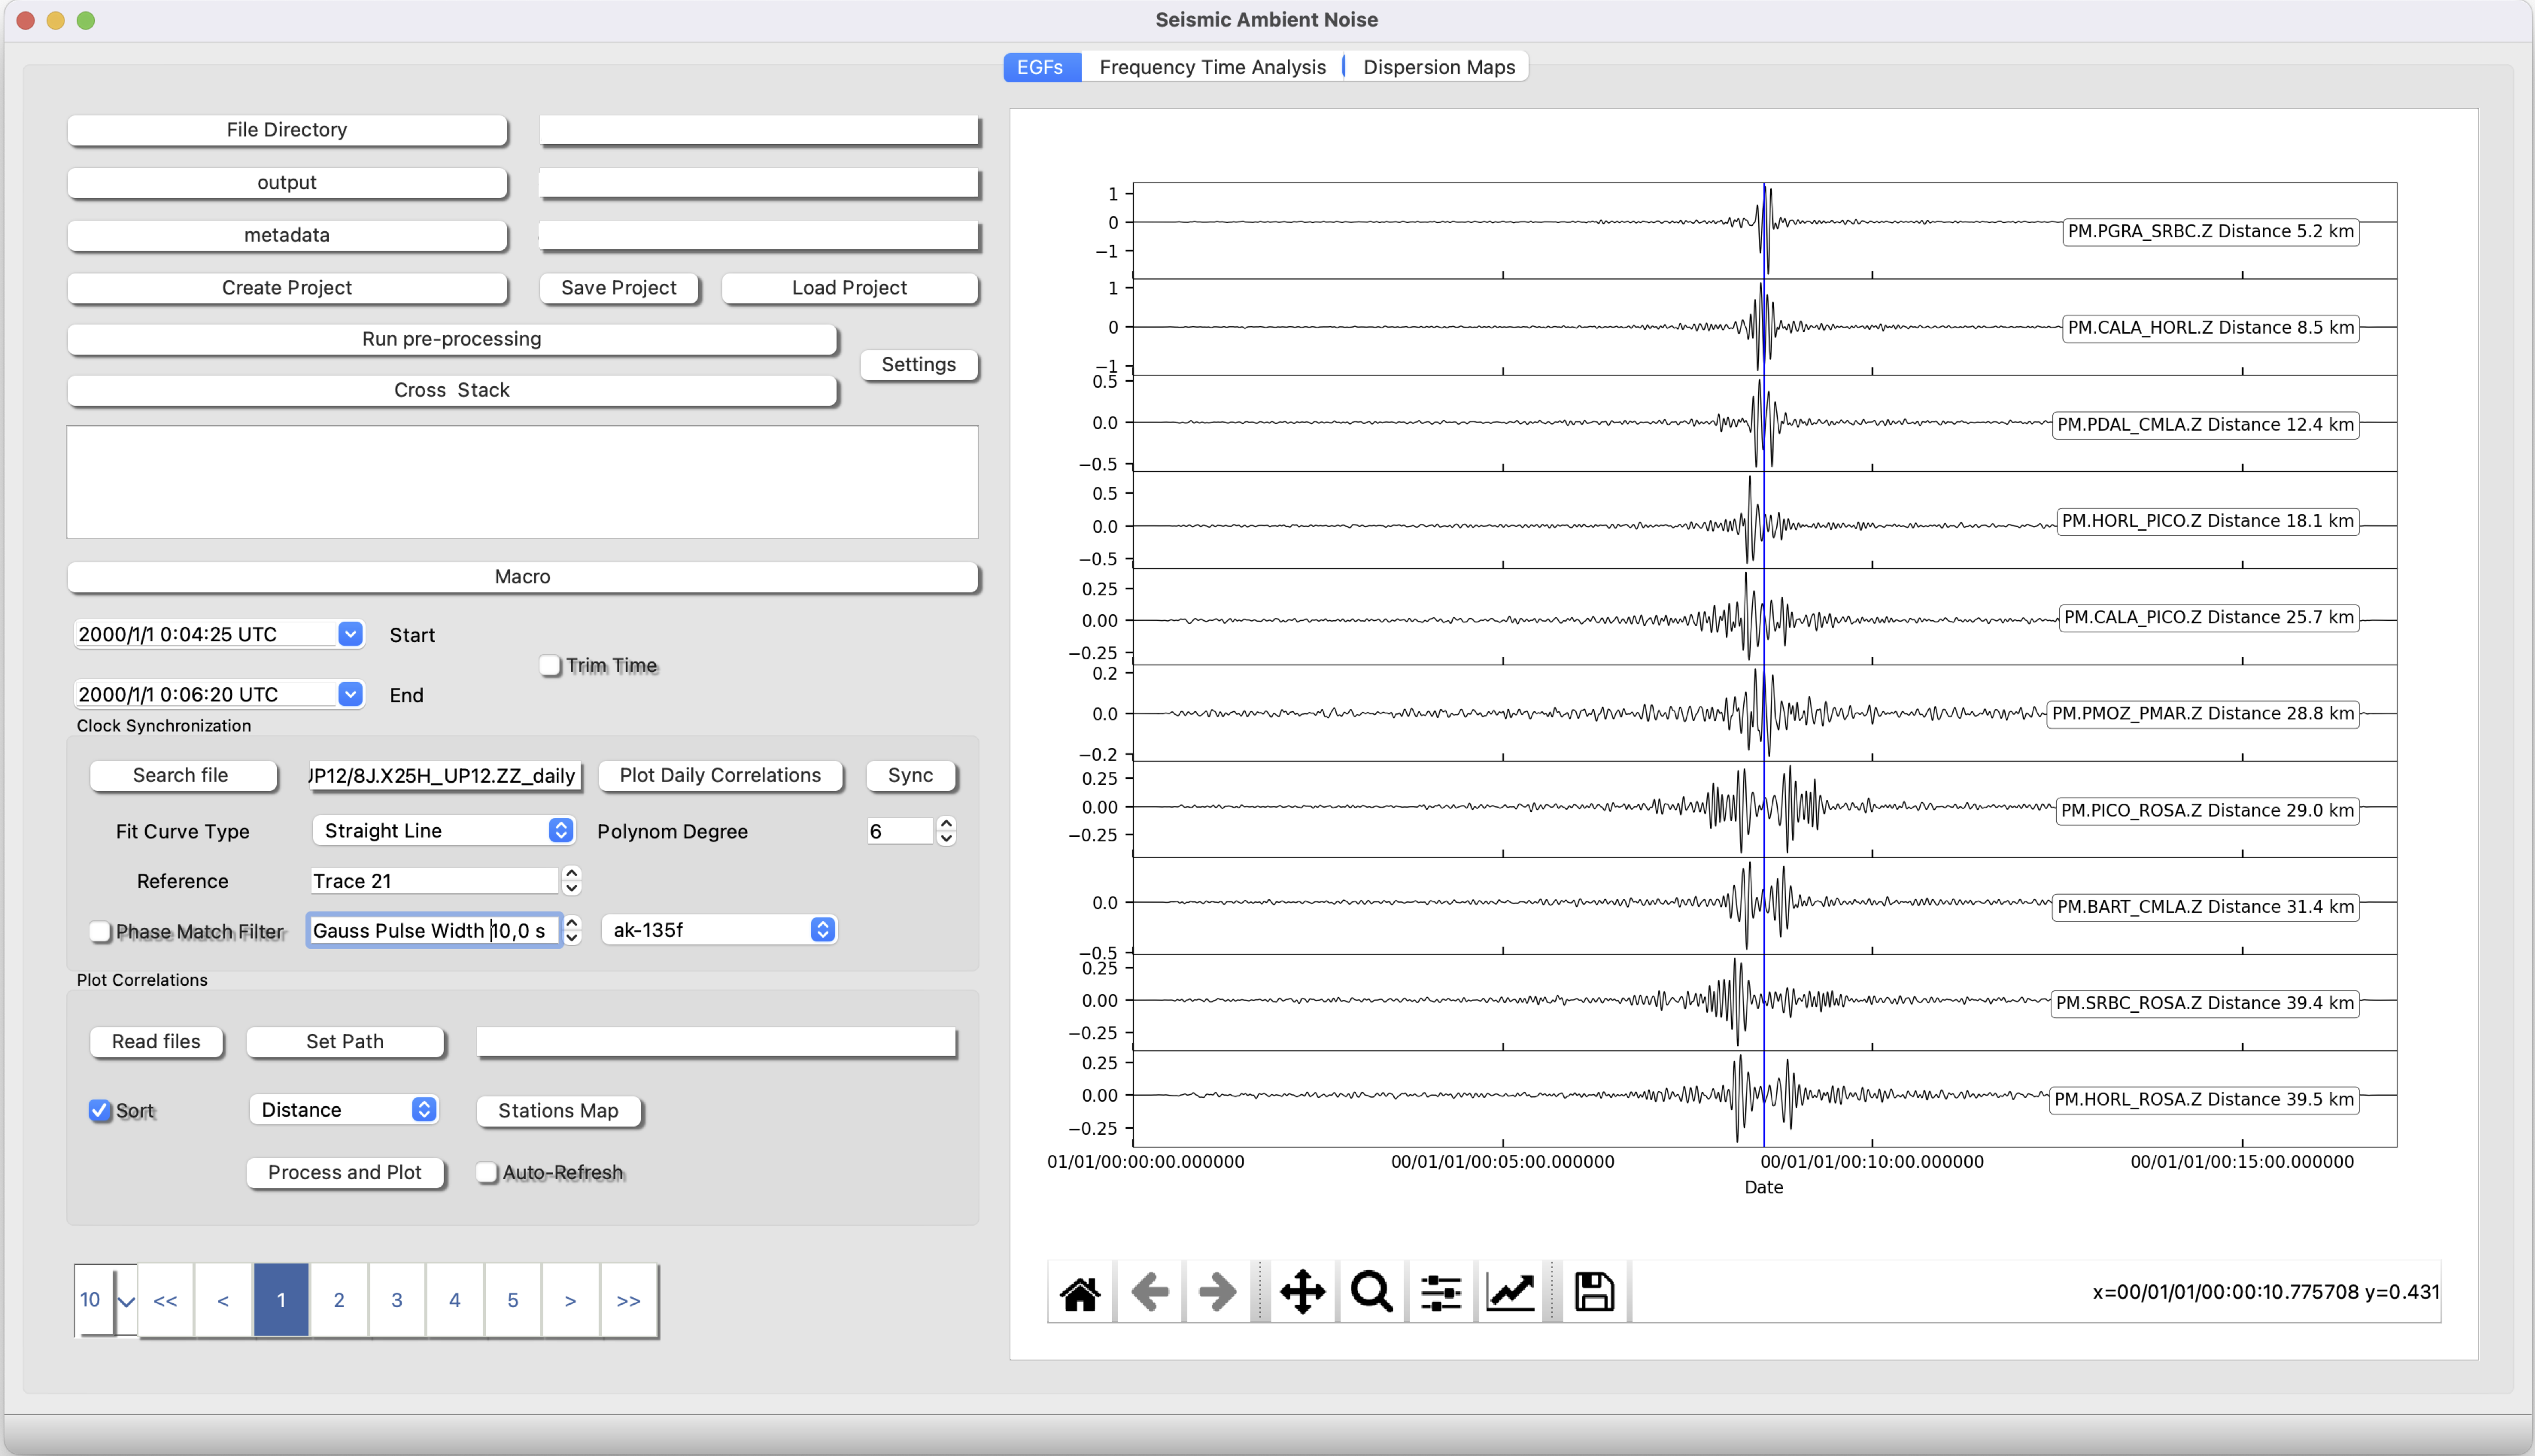 Seismic Ambient Noise
EGFs Frequency Time Analysis Dispersion Maps
File Directory
output
metadata
Create Project Save Project Load Project
Run pre-processing
Settings
Cross Stack
Macro
2000/1/1 0:04:25 UTC Start
Trim Time
2000/1/1 0:06:20 UTC End
Clock Synchronization
Search file JP12/8J.X25H_UP12.ZZ_daily Plot Daily Correlations Sync
Fit Curve Type Straight Line Polynom Degree 6
Reference Trace 21
Phase Match Filter Gauss Pulse Width 10,0 s ak-135f
Plot Correlations
Read files Set Path
Sort Distance Stations Map
Process and Plot Auto-Refresh
10 << < 1 2 3 4 5 > >>
1
0
−1
PM.PGRA_SRBC.Z Distance 5.2 km
1
0
−1
PM.CALA_HORL.Z Distance 8.5 km
0.5
0.0
−0.5
PM.PDAL_CMLA.Z Distance 12.4 km
0.5
0.0
−0.5
PM.HORL_PICO.Z Distance 18.1 km
0.25
0.00
−0.25
PM.CALA_PICO.Z Distance 25.7 km
0.2
0.0
−0.2
PM.PMOZ_PMAR.Z Distance 28.8 km
0.25
0.00
−0.25
PM.PICO_ROSA.Z Distance 29.0 km
0.0
−0.5
PM.BART_CMLA.Z Distance 31.4 km
0.25
0.00
−0.25
PM.SRBC_ROSA.Z Distance 39.4 km
0.25
0.00
−0.25
PM.HORL_ROSA.Z Distance 39.5 km
01/01/00:00:00.000000 00/01/01/00:05:00.000000 00/01/01/00:10:00.000000 00/01/01/00:15:00.000000
Date
x=00/01/01/00:00:10.775708 y=0.431